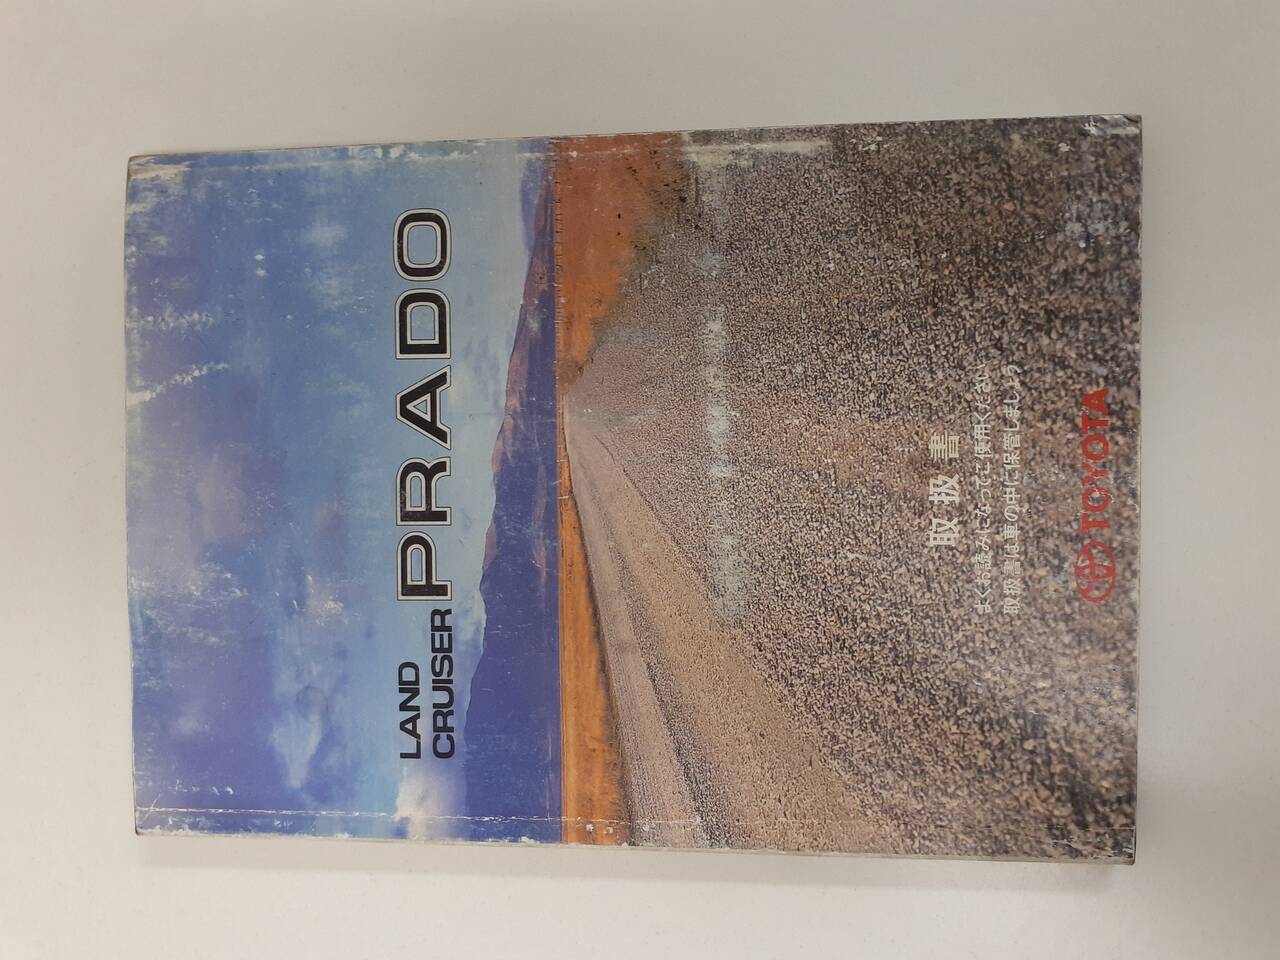 LAND
CRUISER PRADO
取扱書
よくお読みになってご使用ください
取扱書は車の中に保管しましょう
TOYOTA